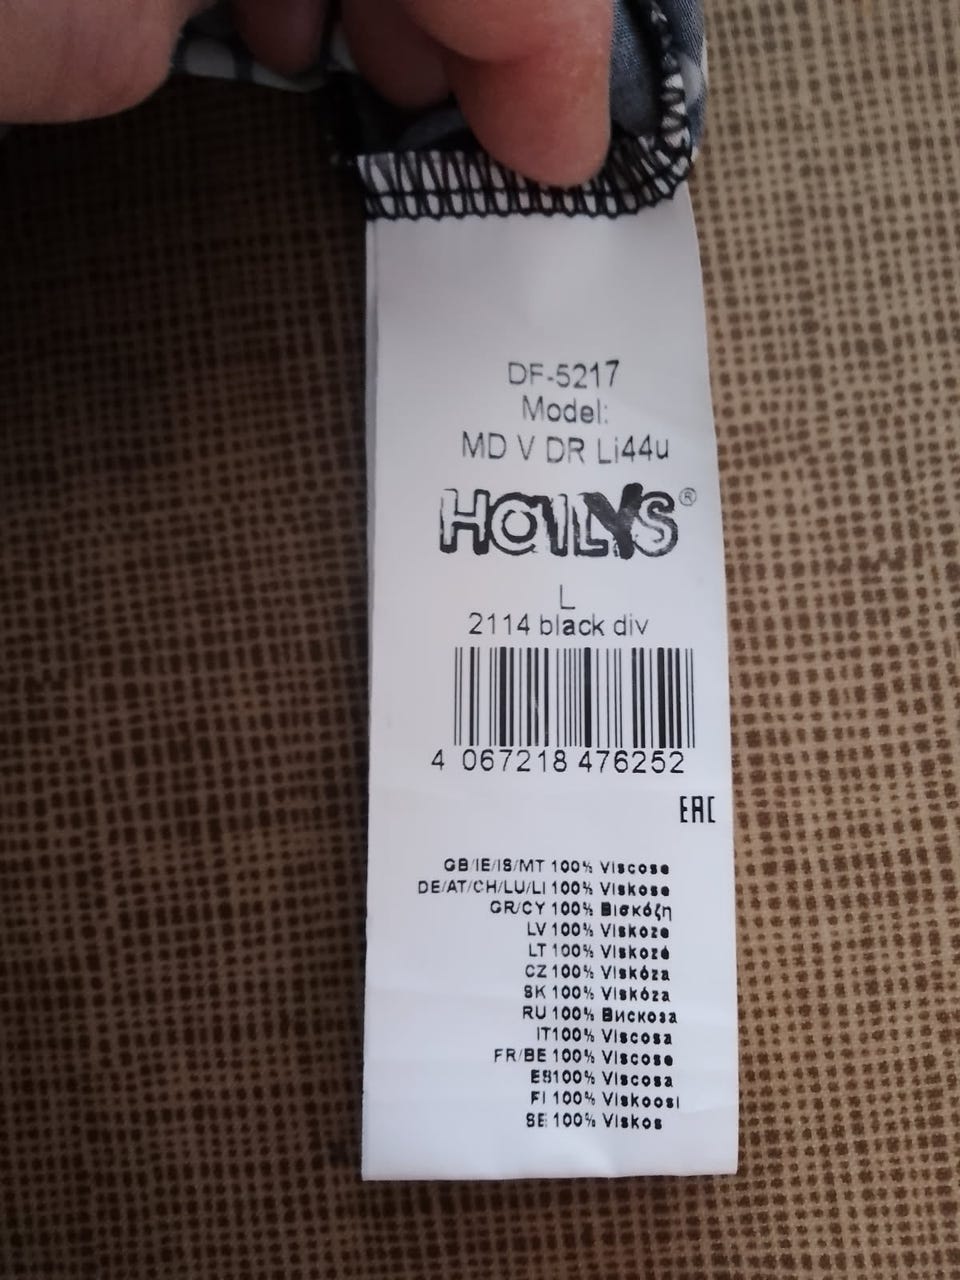 DF-5217
Model:
MD V DR Li44u
HAILYS®
L
2114 black div
4 067218 476252
EAC
GB/IE/IS/MT 100% Viscose
DE/AT/CH/LU/LI 100% Viskose
GR/CY 100% Βισκόζη
LV 100% Viskoze
LT 100% Viskozė
CZ 100% Viskóza
SK 100% Viskóza
RU 100% Вискоза
IT100% Viscosa
FR/BE 100% Viscose
ES100% Viscosa
FI 100% Viskoosi
SE 100% Viskos